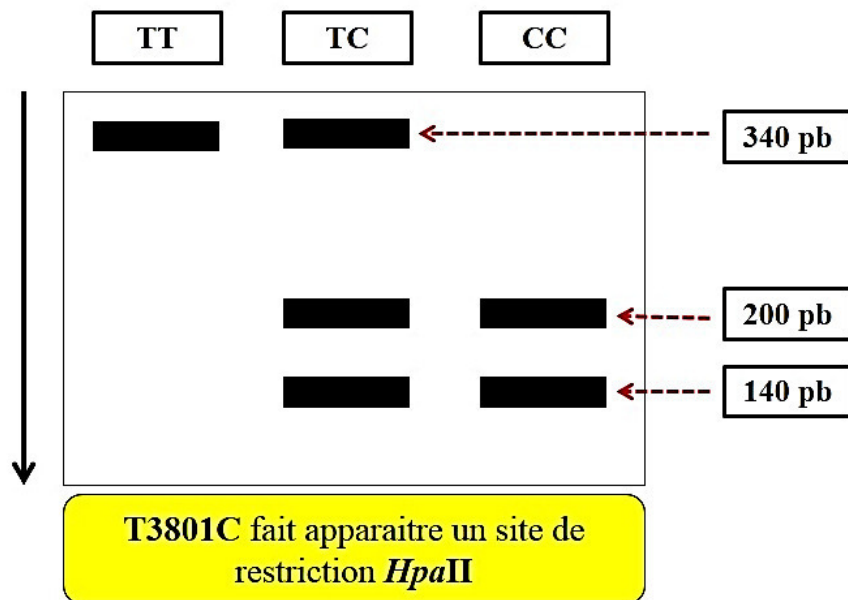 TT TC CC
340 pb
200 pb
140 pb
T3801C fait apparaitre un site de
restriction HpaII